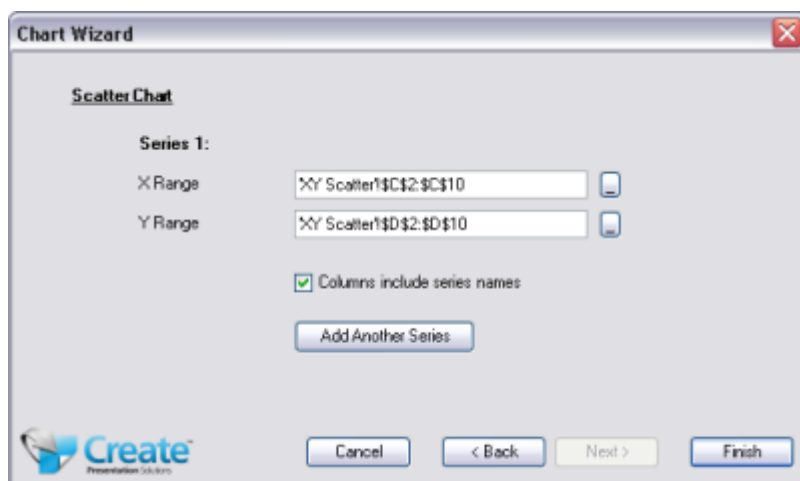 Chart Wizard
Scatter Chart
Series 1:
X Range
'XY Scatter'!$C$2:$C$10
_
Y Range
'XY Scatter'!$D$2:$D$10
_
Columns include series names
Add Another Series
Create™
Presentation Solutions
Cancel
< Back
Next >
Finish